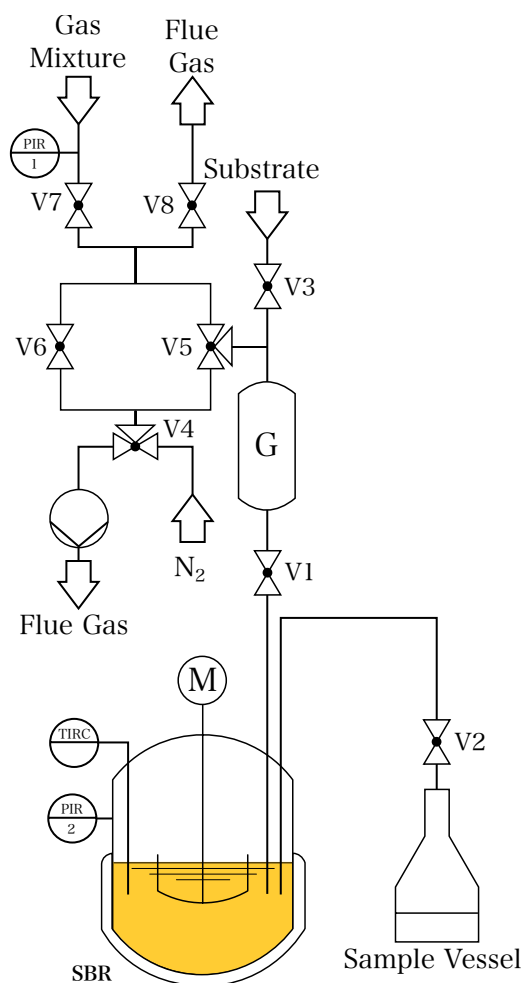 Gas
Mixture
Flue
Gas
PIR
1
V7
V8
Substrate
V3
V6
V5
V4
G
N₂
V1
Flue Gas
M
TIRC
V2
PIR
2
Sample Vessel
SBR